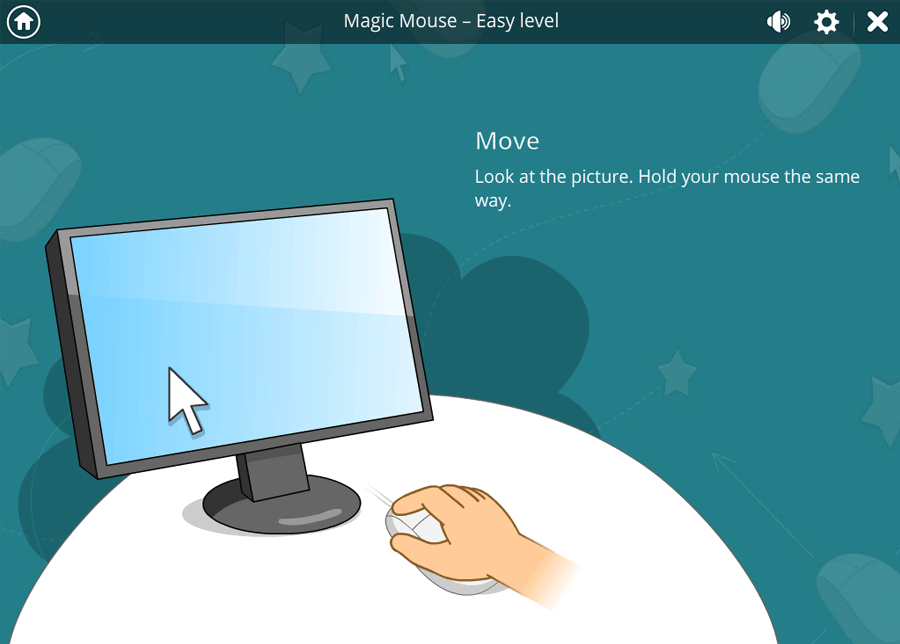 Magic Mouse – Easy level
Move
Look at the picture. Hold your mouse the same
way.